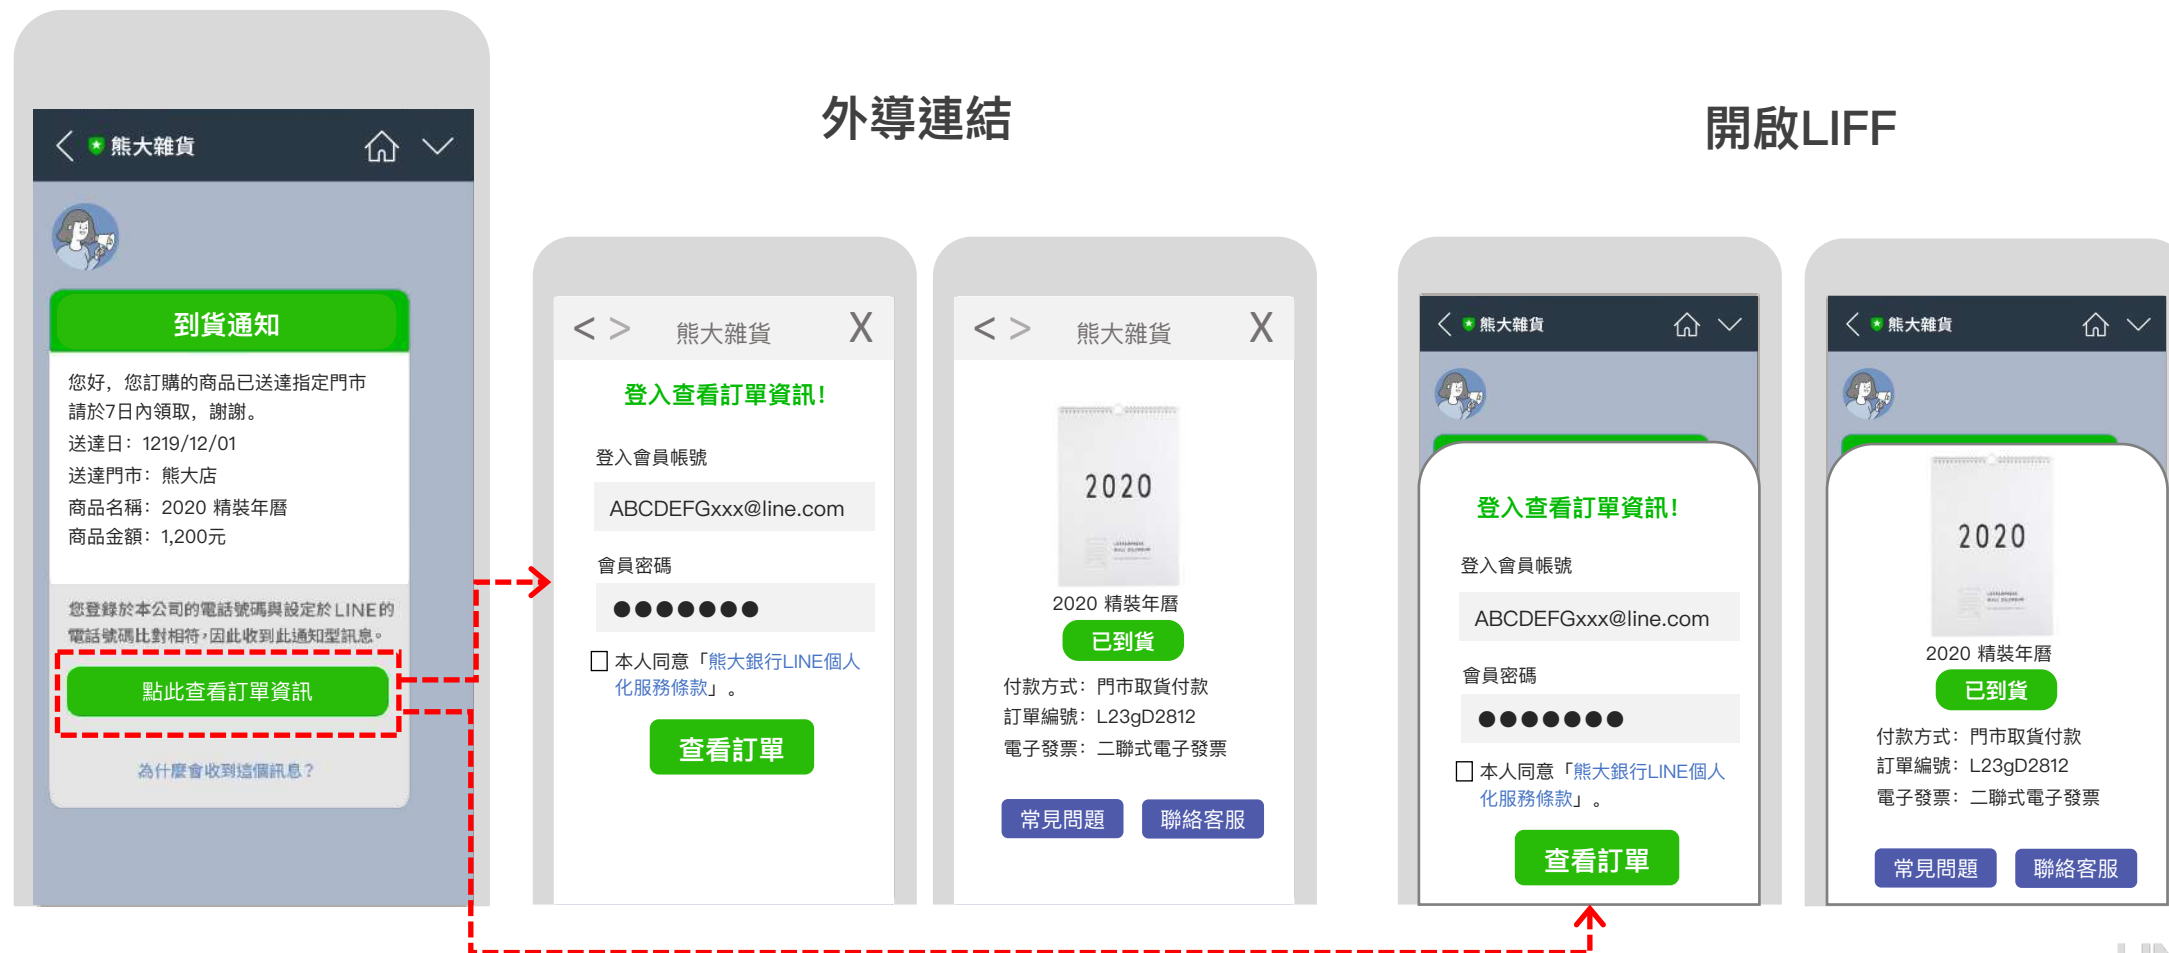 外導連結
開啟LIFF
熊大雜貨
到貨通知
您好，您訂購的商品已送達指定門市
請於7日內領取，謝謝。
送達日：1219/12/01
送達門市：熊大店
商品名稱：2020 精裝年曆
商品金額：1,200元
您登錄於本公司的電話號碼與設定於LINE的
電話號碼比對相符，因此收到此通知型訊息。
點此查看訂單資訊
為什麼會收到這個訊息？
< > 熊大雜貨 X
登入查看訂單資訊！
登入會員帳號
ABCDEFGxxx@line.com
會員密碼
●●●●●●●
本人同意「熊大銀行LINE個人
化服務條款」。
查看訂單
< > 熊大雜貨 X
2020
2020 精裝年曆
已到貨
付款方式：門市取貨付款
訂單編號：L23gD2812
電子發票：二聯式電子發票
常見問題
聯絡客服
熊大雜貨
登入查看訂單資訊！
登入會員帳號
ABCDEFGxxx@line.com
會員密碼
●●●●●●●
本人同意「熊大銀行LINE個人
化服務條款」。
查看訂單
熊大雜貨
2020
2020 精裝年曆
已到貨
付款方式：門市取貨付款
訂單編號：L23gD2812
電子發票：二聯式電子發票
常見問題
聯絡客服